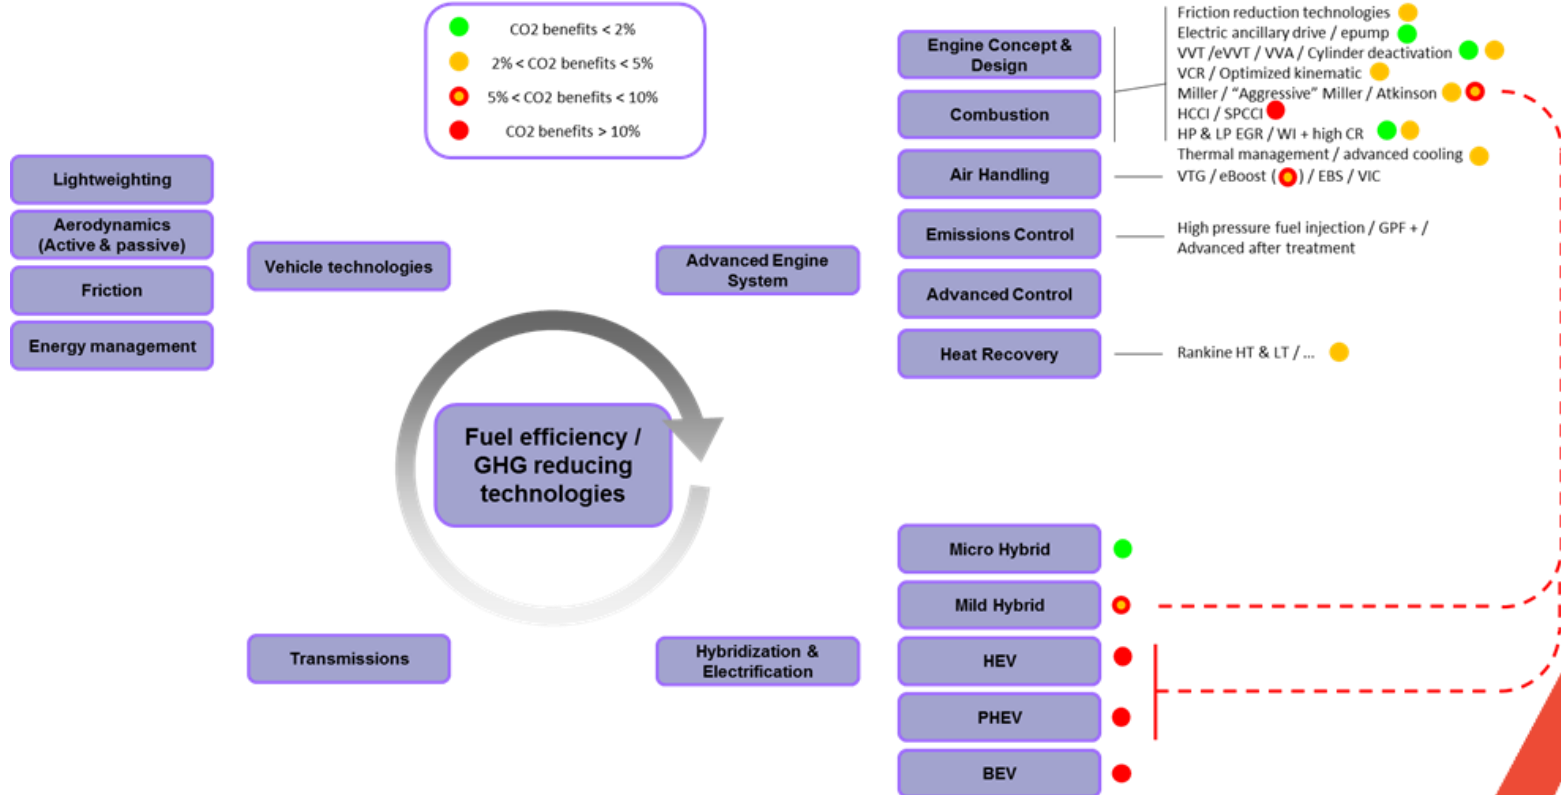 CO2 benefits < 2%
2% < CO2 benefits < 5%
5% < CO2 benefits < 10%
CO2 benefits > 10%
Lightweighting
Aerodynamics
(Active & passive)
Friction
Energy management
Vehicle technologies
Advanced Engine
System
Engine Concept &
Design
Combustion
Air Handling
Emissions Control
Advanced Control
Heat Recovery
Friction reduction technologies
Electric ancillary drive / epump
VVT /eVVT / VVA / Cylinder deactivation
VCR / Optimized kinematic
Miller / “Aggressive” Miller / Atkinson
HCCI / SPCCI
HP & LP EGR / WI + high CR
Thermal management / advanced cooling
VTG / eBoost ( ) / EBS / VIC
High pressure fuel injection / GPF + /
Advanced after treatment
Rankine HT & LT / ...
Fuel efficiency /
GHG reducing
technologies
Transmissions
Hybridization &
Electrification
Micro Hybrid
Mild Hybrid
HEV
PHEV
BEV